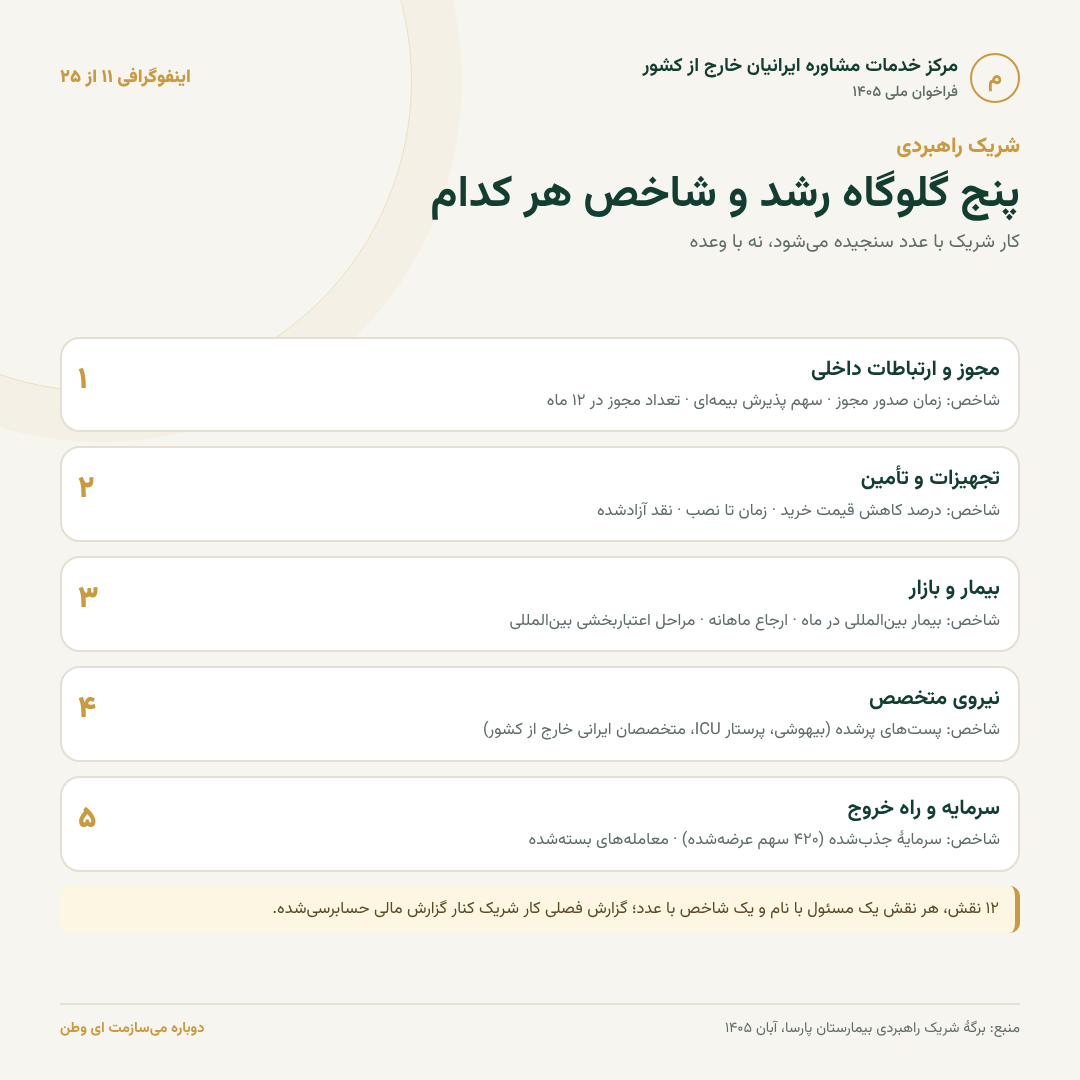 م
مرکز خدمات مشاوره ایرانیان خارج از کشور
فراخوان ملی ۱۴۰۵
اینفوگرافی ۱۱ از ۲۵
شریک راهبردی
پنج گلوگاه رشد و شاخص هر کدام
کار شریک با عدد سنجیده می‌شود، نه با وعده
مجوز و ارتباطات داخلی
۱
شاخص: زمان صدور مجوز · سهم پذیرش بیمه‌ای · تعداد مجوز در ۱۲ ماه
تجهیزات و تأمین
۲
شاخص: درصد کاهش قیمت خرید · زمان تا نصب · نقد آزادشده
بیمار و بازار
۳
شاخص: بیمار بین‌المللی در ماه · ارجاع ماهانه · مراحل اعتباربخشی بین‌المللی
نیروی متخصص
۴
شاخص: پست‌های پرشده (بیهوشی، پرستار ICU، متخصصان ایرانی خارج از کشور)
سرمایه و راه خروج
۵
شاخص: سرمایهٔ جذب‌شده (۴۲۰ سهم عرضه‌شده) · معامله‌های بسته‌شده
۱۲ نقش، هر نقش یک مسئول با نام و یک شاخص با عدد؛ گزارش فصلی کار شریک کنار گزارش مالی حسابرسی‌شده.
منبع: برگهٔ شریک راهبردی بیمارستان پارسا، آبان ۱۴۰۵
دوباره می‌سازمت ای وطن